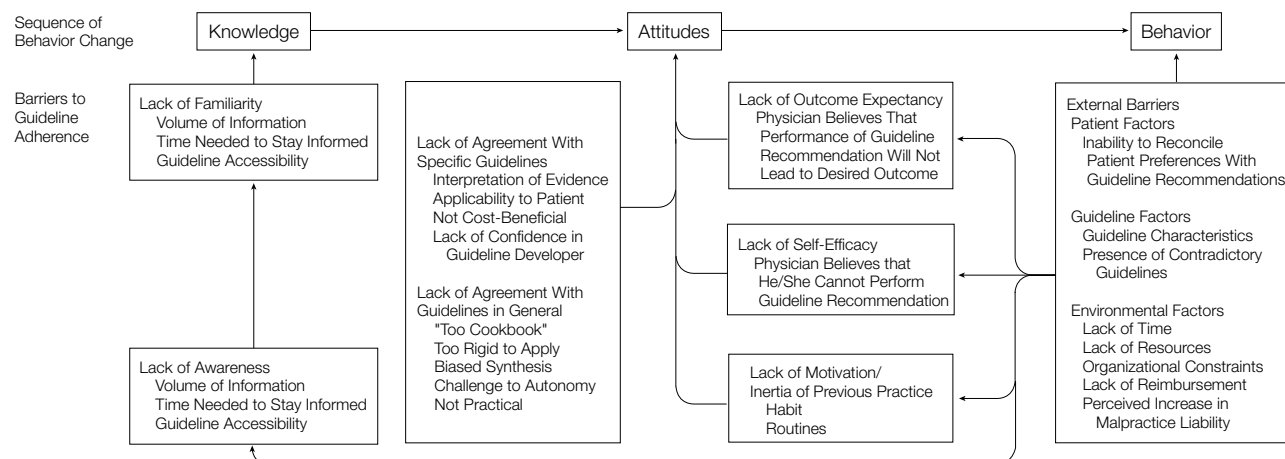 Sequence of
Behavior Change
Knowledge
Attitudes
Behavior
Barriers to
Guideline
Adherence
Lack of Familiarity
Volume of Information
Time Needed to Stay Informed
Guideline Accessibility
Lack of Awareness
Volume of Information
Time Needed to Stay Informed
Guideline Accessibility
Lack of Agreement With
Specific Guidelines
Interpretation of Evidence
Applicability to Patient
Not Cost-Beneficial
Lack of Confidence in
Guideline Developer
Lack of Agreement With
Guidelines in General
"Too Cookbook"
Too Rigid to Apply
Biased Synthesis
Challenge to Autonomy
Not Practical
Lack of Outcome Expectancy
Physician Believes That
Performance of Guideline
Recommendation Will Not
Lead to Desired Outcome
Lack of Self-Efficacy
Physician Believes that
He/She Cannot Perform
Guideline Recommendation
Lack of Motivation/
Inertia of Previous Practice
Habit
Routines
External Barriers
Patient Factors
Inability to Reconcile
Patient Preferences With
Guideline Recommendations
Guideline Factors
Guideline Characteristics
Presence of Contradictory
Guidelines
Environmental Factors
Lack of Time
Lack of Resources
Organizational Constraints
Lack of Reimbursement
Perceived Increase in
Malpractice Liability